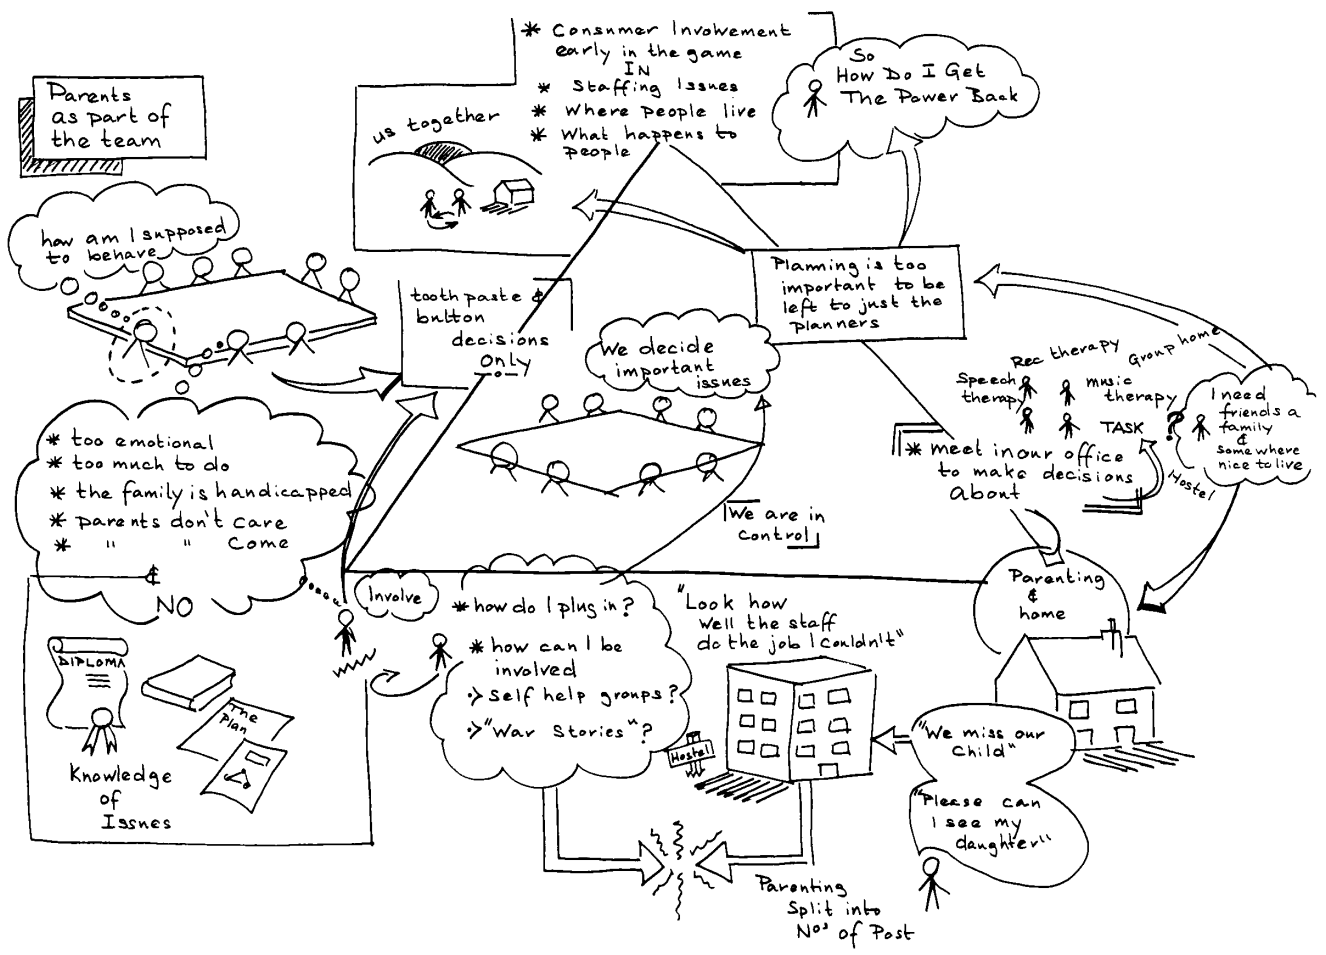 Parents
as part of
the team
* Consumer Involvement
early in the game
IN
* Staffing Issues
* Where people live
* What happens to
people
us together
So
How Do I Get
The Power Back
how am I supposed
to behave
tooth paste &
button
decisions
only
We decide
important
issues
Planning is too
important to be
left to just the
planners
Rec therapy
Group home
Speech
therapy
music
therapy
TASK
?
Hostel
I need
friends a
family
&
some where
nice to live
* meet in our office
to make decisions
about
* too emotional
* too much to do
* the family is handicapped
* parents don't care
* " " come
&
NO
We are in
control
DIPLOMA
The
Plan
Knowledge
of
Issues
Involve
* how do I plug in?
* how can I be
involved
Self help groups?
"War Stories"?
"Look how
well the staff
do the job I couldn't"
Hostel
Parenting
&
home
"We miss our
child"
"Please can
I see my
daughter"
Parenting
Split into
Nos of Post